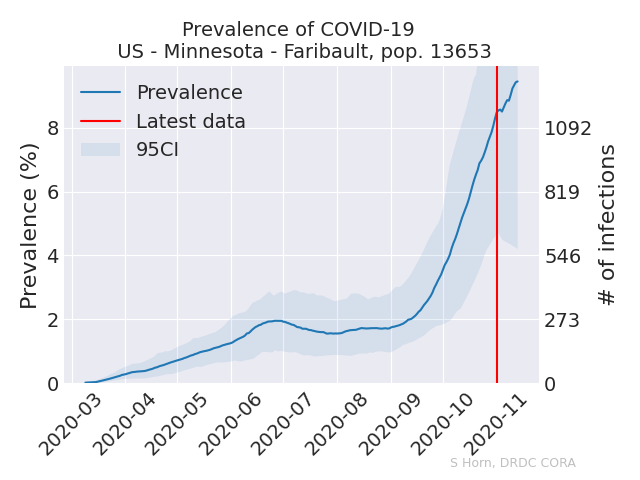 Prevalence of COVID-19
US - Minnesota - Faribault, pop. 13653
Prevalence
Latest data
95CI
Prevalence (%)
8
6
4
2
0
1092
819
546
273
0
# of infections
2020-03
2020-04
2020-05
2020-06
2020-07
2020-08
2020-09
2020-10
2020-11
S Horn, DRDC CORA